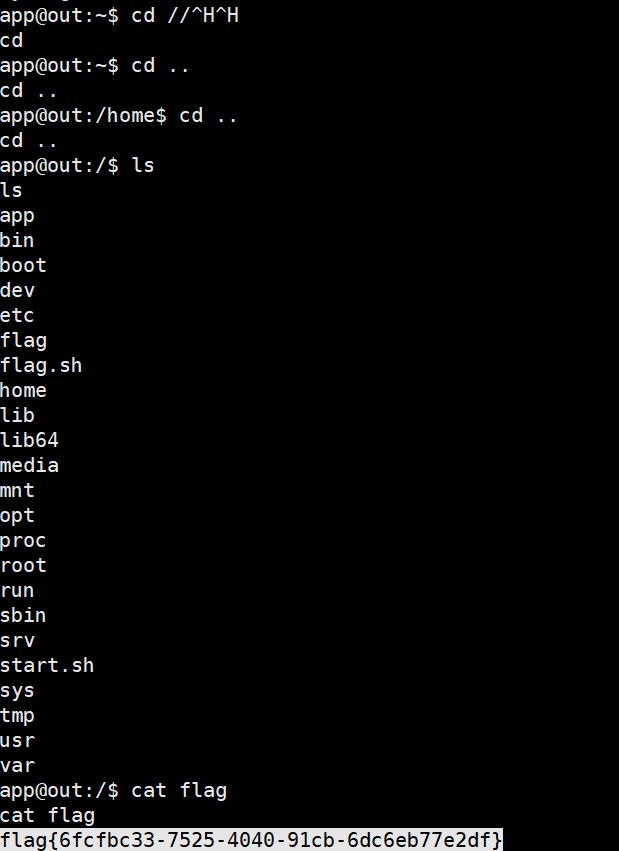 app@out:~$ cd //^H^H
cd
app@out:~$ cd ..
cd ..
app@out:/home$ cd ..
cd ..
app@out:/$ ls
ls
app
bin
boot
dev
etc
flag
flag.sh
home
lib
lib64
media
mnt
opt
proc
root
run
sbin
srv
start.sh
sys
tmp
usr
var
app@out:/$ cat flag
cat flag
flag{6fcfbc33-7525-4040-91cb-6dc6eb77e2df}